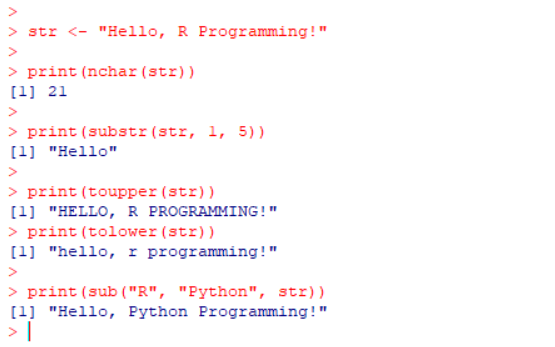 >
> str <- "Hello, R Programming!"
>
> print(nchar(str))
[1] 21
>
> print(substr(str, 1, 5))
[1] "Hello"
>
> print(toupper(str))
[1] "HELLO, R PROGRAMMING!"
> print(tolower(str))
[1] "hello, r programming!"
>
> print(sub("R", "Python", str))
[1] "Hello, Python Programming!"
>